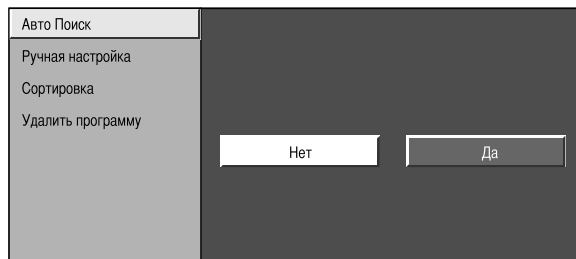 Авто Поиск
Ручная настройка
Сортировка
Удалить программу
Нет
Да